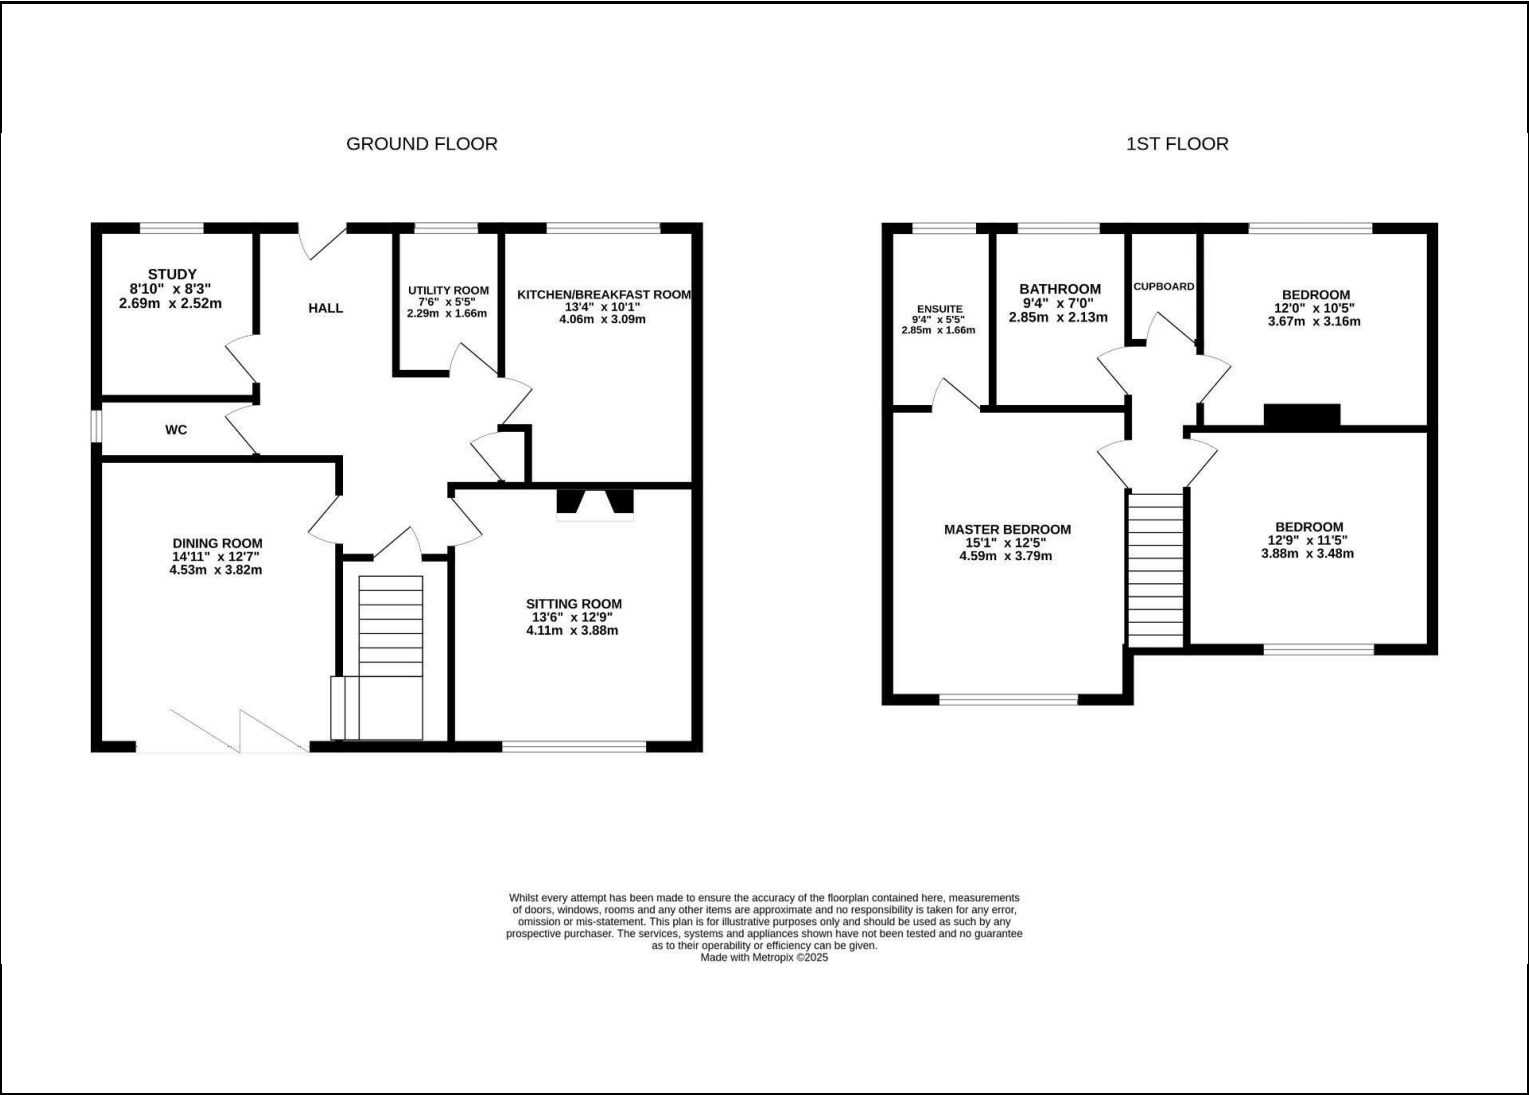 GROUND FLOOR
STUDY
8'10" x 8'3"
2.69m x 2.52m
HALL
UTILITY ROOM
7'6" x 5'5"
2.29m x 1.66m
KITCHEN/BREAKFAST ROOM
13'4" x 10'1"
4.06m x 3.09m
WC
DINING ROOM
14'11" x 12'7"
4.53m x 3.82m
SITTING ROOM
13'6" x 12'9"
4.11m x 3.88m
1ST FLOOR
ENSUITE
9'4" x 5'5"
2.85m x 1.66m
BATHROOM
9'4" x 7'0"
2.85m x 2.13m
CUPBOARD
BEDROOM
12'0" x 10'5"
3.67m x 3.16m
MASTER BEDROOM
15'1" x 12'5"
4.59m x 3.79m
BEDROOM
12'9" x 11'5"
3.88m x 3.48m
Whilst every attempt has been made to ensure the accuracy of the floorplan contained here, measurements
of doors, windows, rooms and any other items are approximate and no responsibility is taken for any error,
omission or mis-statement. This plan is for illustrative purposes only and should be used as such by any
prospective purchaser. The services, systems and appliances shown have not been tested and no guarantee
as to their operability or efficiency can be given.
Made with Metropix ©2025